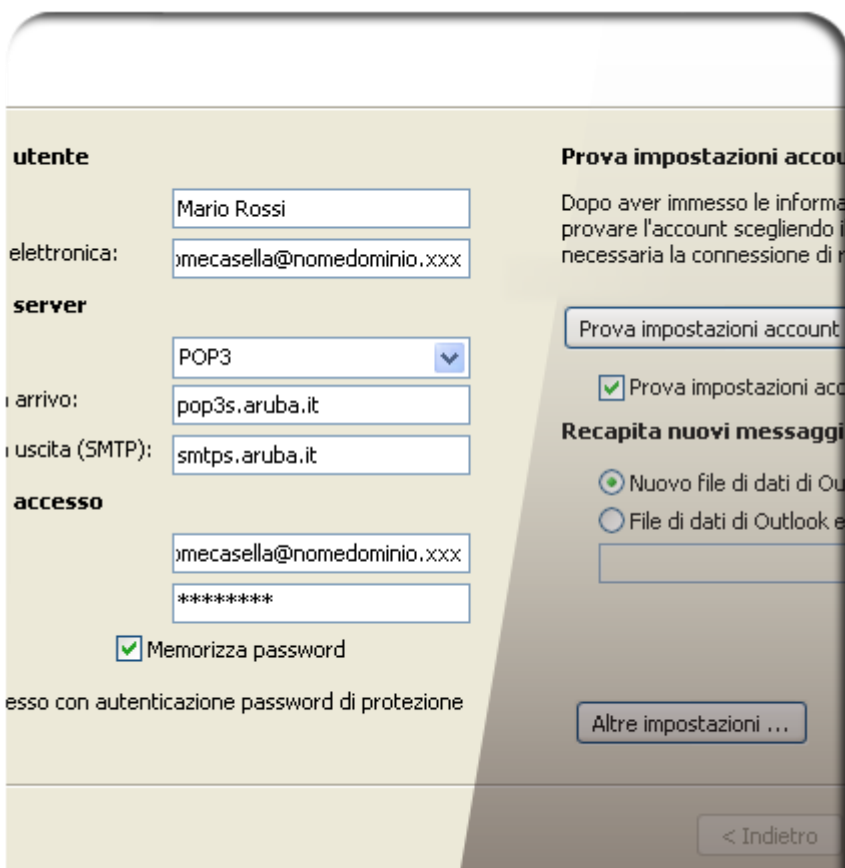 utente
Mario Rossi
elettronica:
omecasella@nomedominio.xxx
server
POP3
arrivo:
pop3s.aruba.it
uscita (SMTP):
smtps.aruba.it
accesso
omecasella@nomedominio.xxx
********
Memorizza password
esso con autenticazione password di protezione
Prova impostazioni accou
Dopo aver immesso le informa
provare l'account scegliendo i
necessaria la connessione di r
Prova impostazioni account
Prova impostazioni acc
Recapita nuovi messaggi
Nuovo file di dati di Ou
File di dati di Outlook e
Altre impostazioni ...
< Indietro